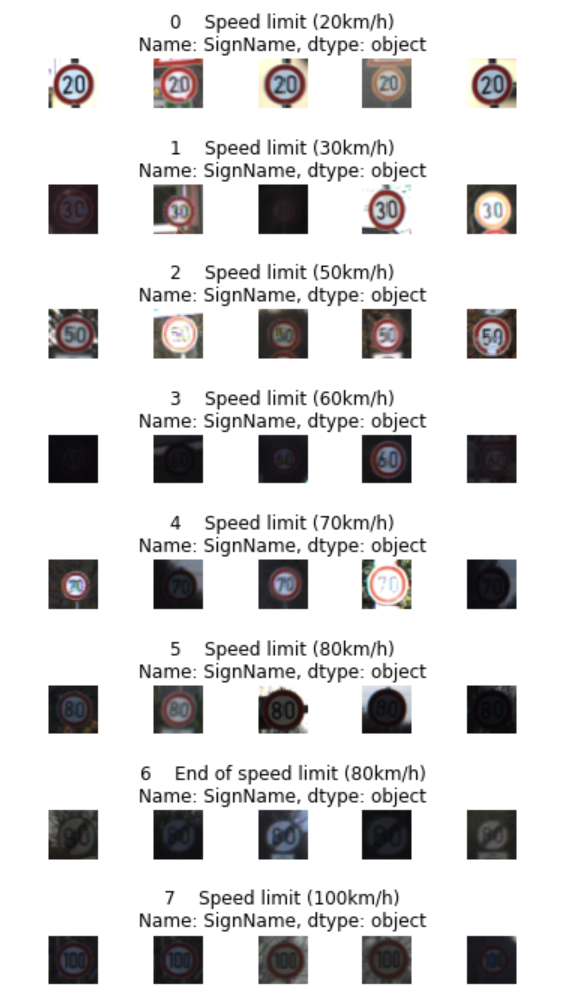 0    Speed limit (20km/h)
Name: SignName, dtype: object
20 20 20 20 20
1    Speed limit (30km/h)
Name: SignName, dtype: object
30 30 30 30
2    Speed limit (50km/h)
Name: SignName, dtype: object
50 50 50 50 50
3    Speed limit (60km/h)
Name: SignName, dtype: object
60 60 60
4    Speed limit (70km/h)
Name: SignName, dtype: object
70 70 70 70 70
5    Speed limit (80km/h)
Name: SignName, dtype: object
80 80 80 80 80
6    End of speed limit (80km/h)
Name: SignName, dtype: object
80 80 80 80 80
7    Speed limit (100km/h)
Name: SignName, dtype: object
100 100 100 100 100